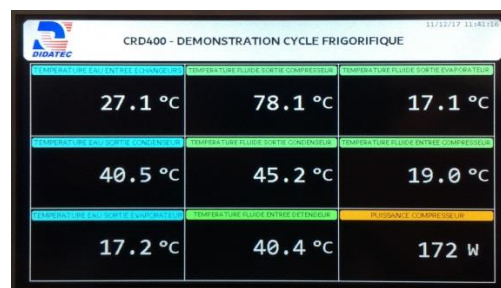 11/12/17 11:41:16
DIDATEC
CRD400 - DEMONSTRATION CYCLE FRIGORIFIQUE
TEMPERATURE EAU ENTREE ECHANGEURS TEMPERATURE FLUIDE SORTIE COMPRESSEUR TEMPERATURE FLUIDE SORTIE EVAPORATEUR
27.1 °C 78.1 °C 17.1 °C
TEMPERATURE EAU SORTIE CONDENSEUR TEMPERATURE FLUIDE SORTIE CONDENSEUR TEMPERATURE FLUIDE ENTREE COMPRESSEUR
40.5 °C 45.2 °C 19.0 °C
TEMPERATURE EAU SORTIE EVAPORATEUR TEMPERATURE FLUIDE ENTREE DETENDEUR PUISSANCE COMPRESSEUR
17.2 °C 40.4 °C 172 W